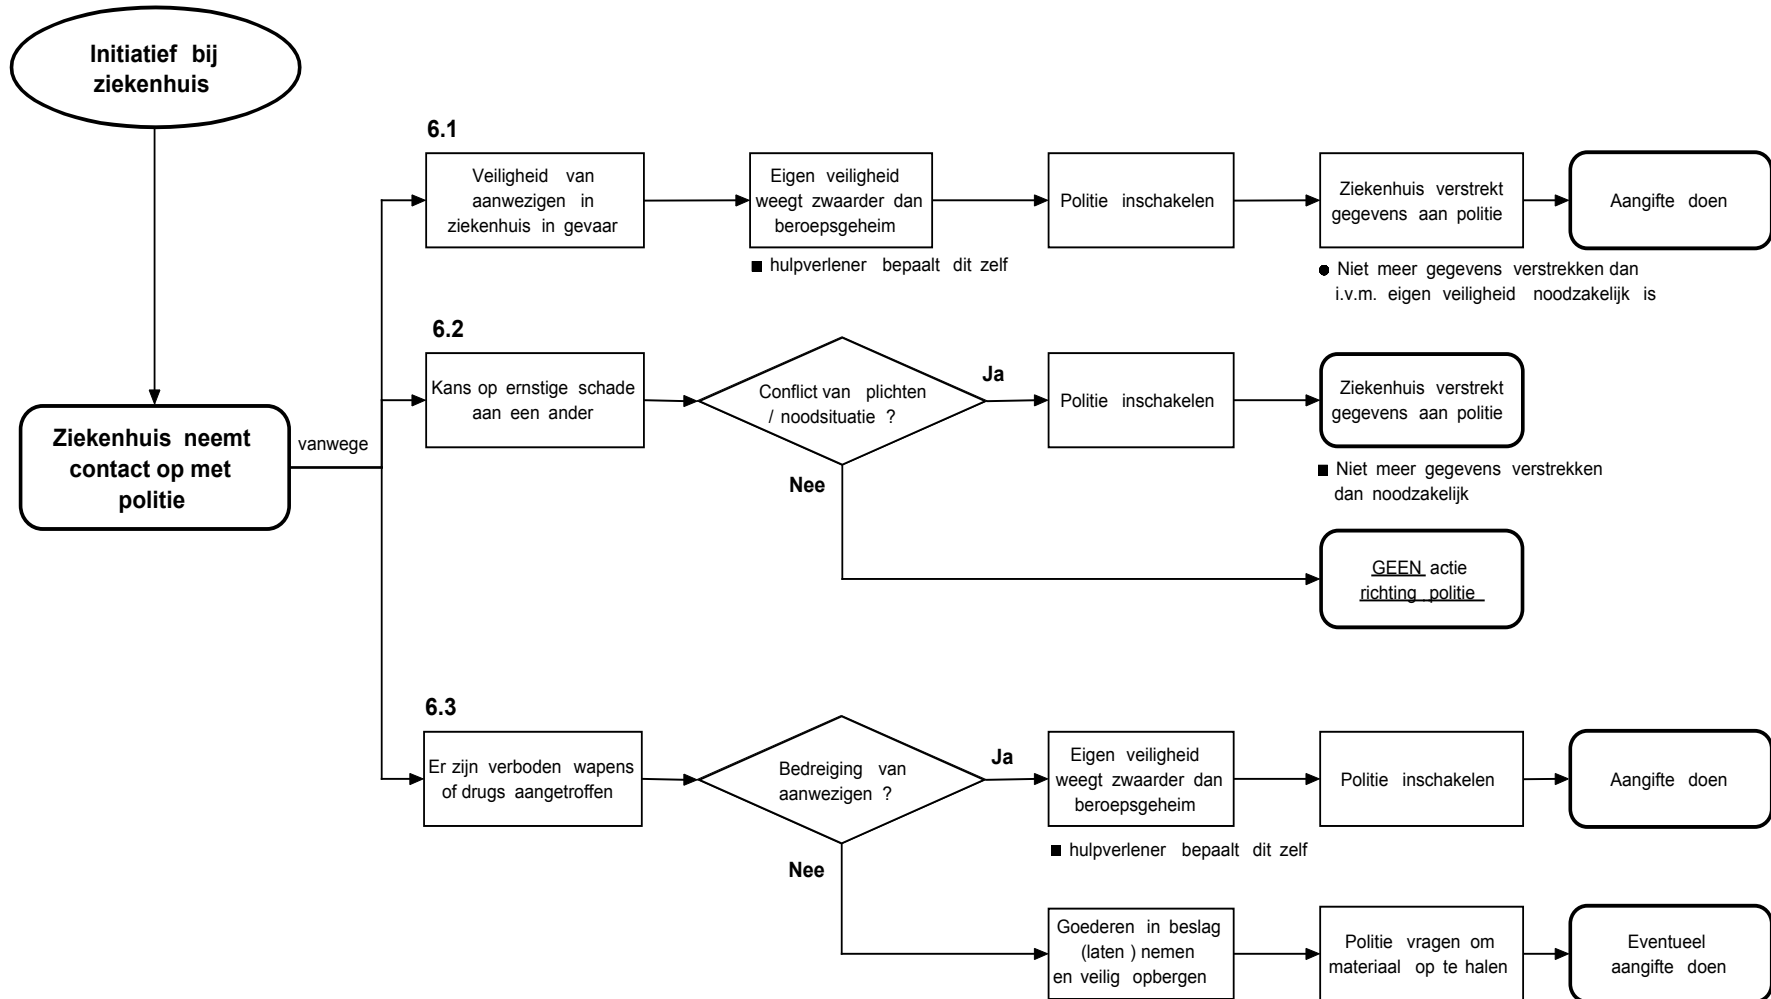 Initiatief bij
ziekenhuis
6.1
Veiligheid van
aanwezigen in
ziekenhuis in gevaar
Eigen veiligheid
weegt zwaarder dan
beroepsgeheim
■ hulpverlener bepaalt dit zelf
Politie inschakelen
Ziekenhuis verstrekt
gegevens aan politie
● Niet meer gegevens verstrekken dan
i.v.m. eigen veiligheid noodzakelijk is
Aangifte doen
Ziekenhuis neemt
contact op met
politie
vanwege
6.2
Kans op ernstige schade
aan een ander
Conflict van plichten
/ noodsituatie ?
Ja
Politie inschakelen
Ziekenhuis verstrekt
gegevens aan politie
■ Niet meer gegevens verstrekken
dan noodzakelijk
Nee
GEEN actie
richting politie
6.3
Er zijn verboden wapens
of drugs aangetroffen
Bedreiging van
aanwezigen ?
Ja
Eigen veiligheid
weegt zwaarder dan
beroepsgeheim
■ hulpverlener bepaalt dit zelf
Politie inschakelen
Aangifte doen
Nee
Goederen in beslag
(laten ) nemen
en veilig opbergen
Politie vragen om
materiaal op te halen
Eventueel
aangifte doen